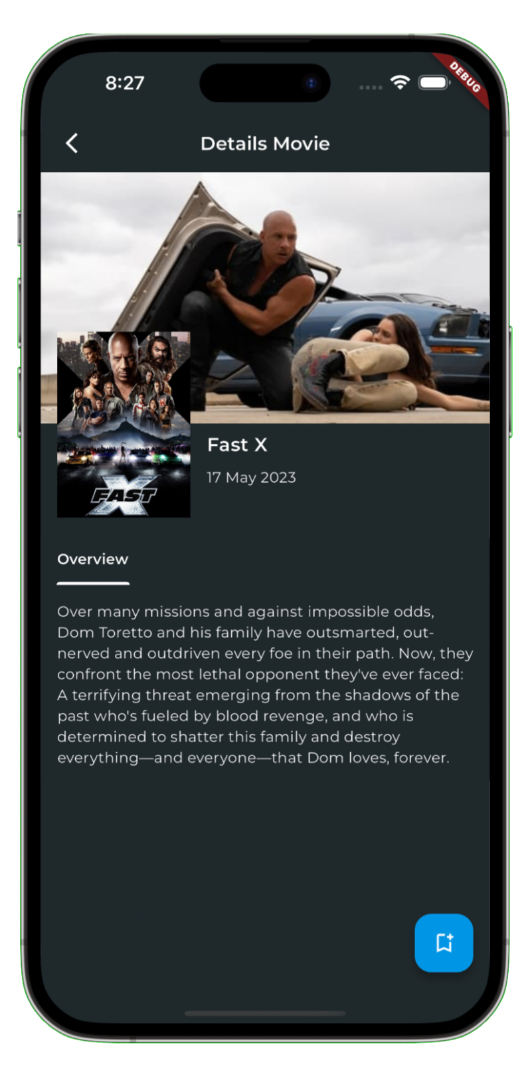 8:27
DEBUG
Details Movie
FAST
X
Fast X
17 May 2023
Overview
Over many missions and against impossible odds,
Dom Toretto and his family have outsmarted, out-
nerved and outdriven every foe in their path. Now, they
confront the most lethal opponent they've ever faced:
A terrifying threat emerging from the shadows of the
past who's fueled by blood revenge, and who is
determined to shatter this family and destroy
everything—and everyone—that Dom loves, forever.